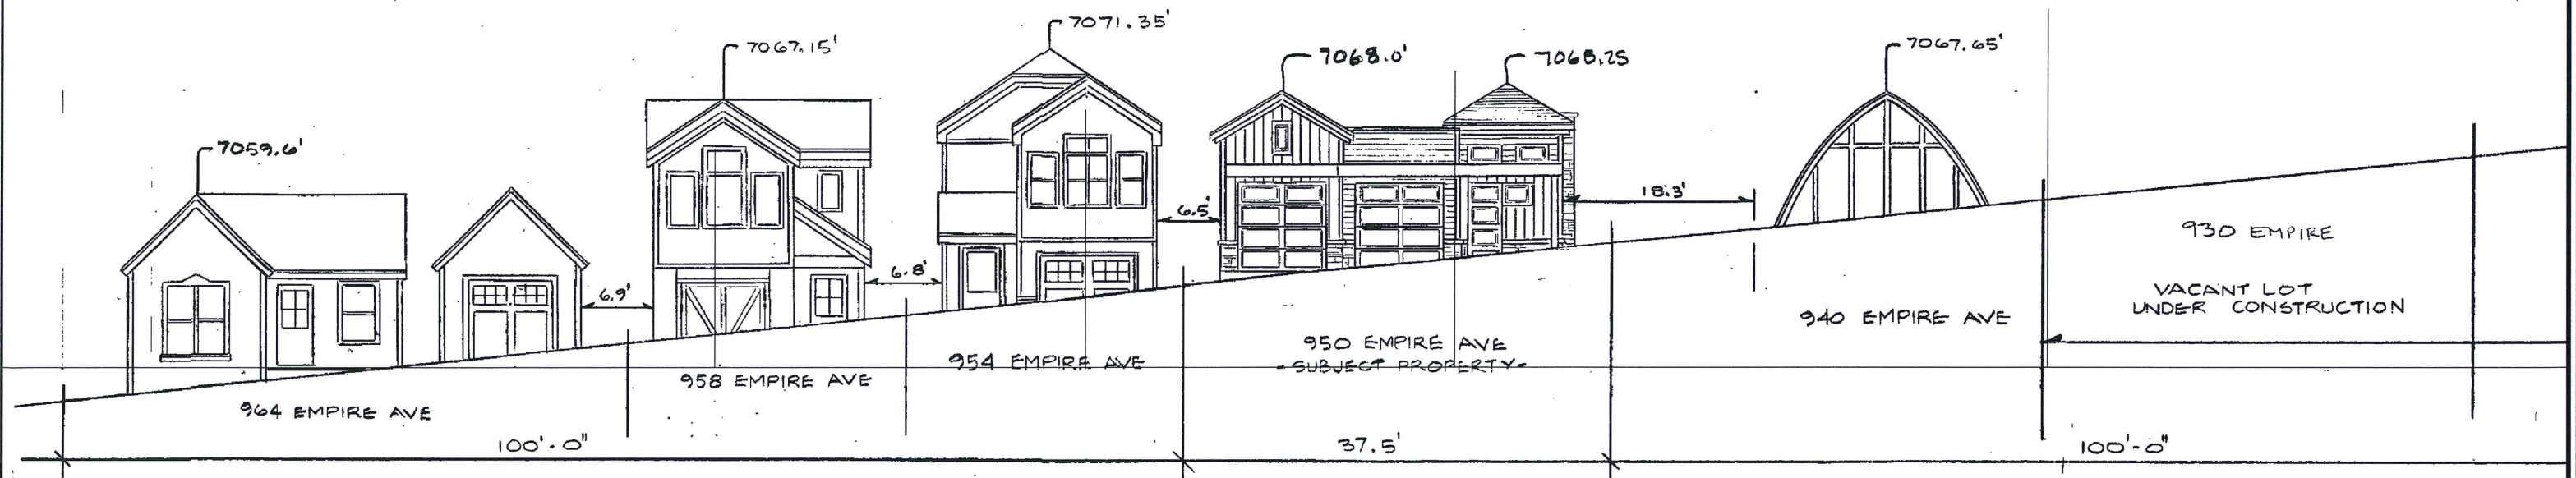 7071.35'
7067.15'
7068.0'
7068.25
7067.65'
7059.6'
18.3'
6.5'
6.8'
6.9'
930 EMPIRE
VACANT LOT
UNDER CONSTRUCTION
940 EMPIRE AVE
950 EMPIRE AVE
- SUBJECT PROPERTY -
954 EMPIRE AVE
958 EMPIRE AVE
964 EMPIRE AVE
100'-0"
37.5'
100'-0"